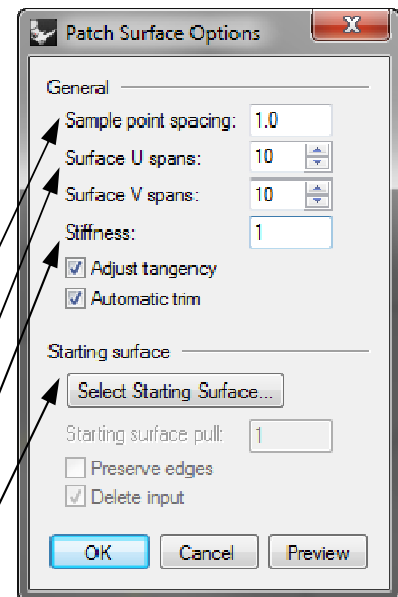 Patch Surface Options
X
General
Sample point spacing: 1.0
Surface U spans: 10
Surface V spans: 10
Stiffness: 1
Adjust tangency
Automatic trim
Starting surface
Select Starting Surface...
Starting surface pull: 1
Preserve edges
Delete input
OK Cancel Preview